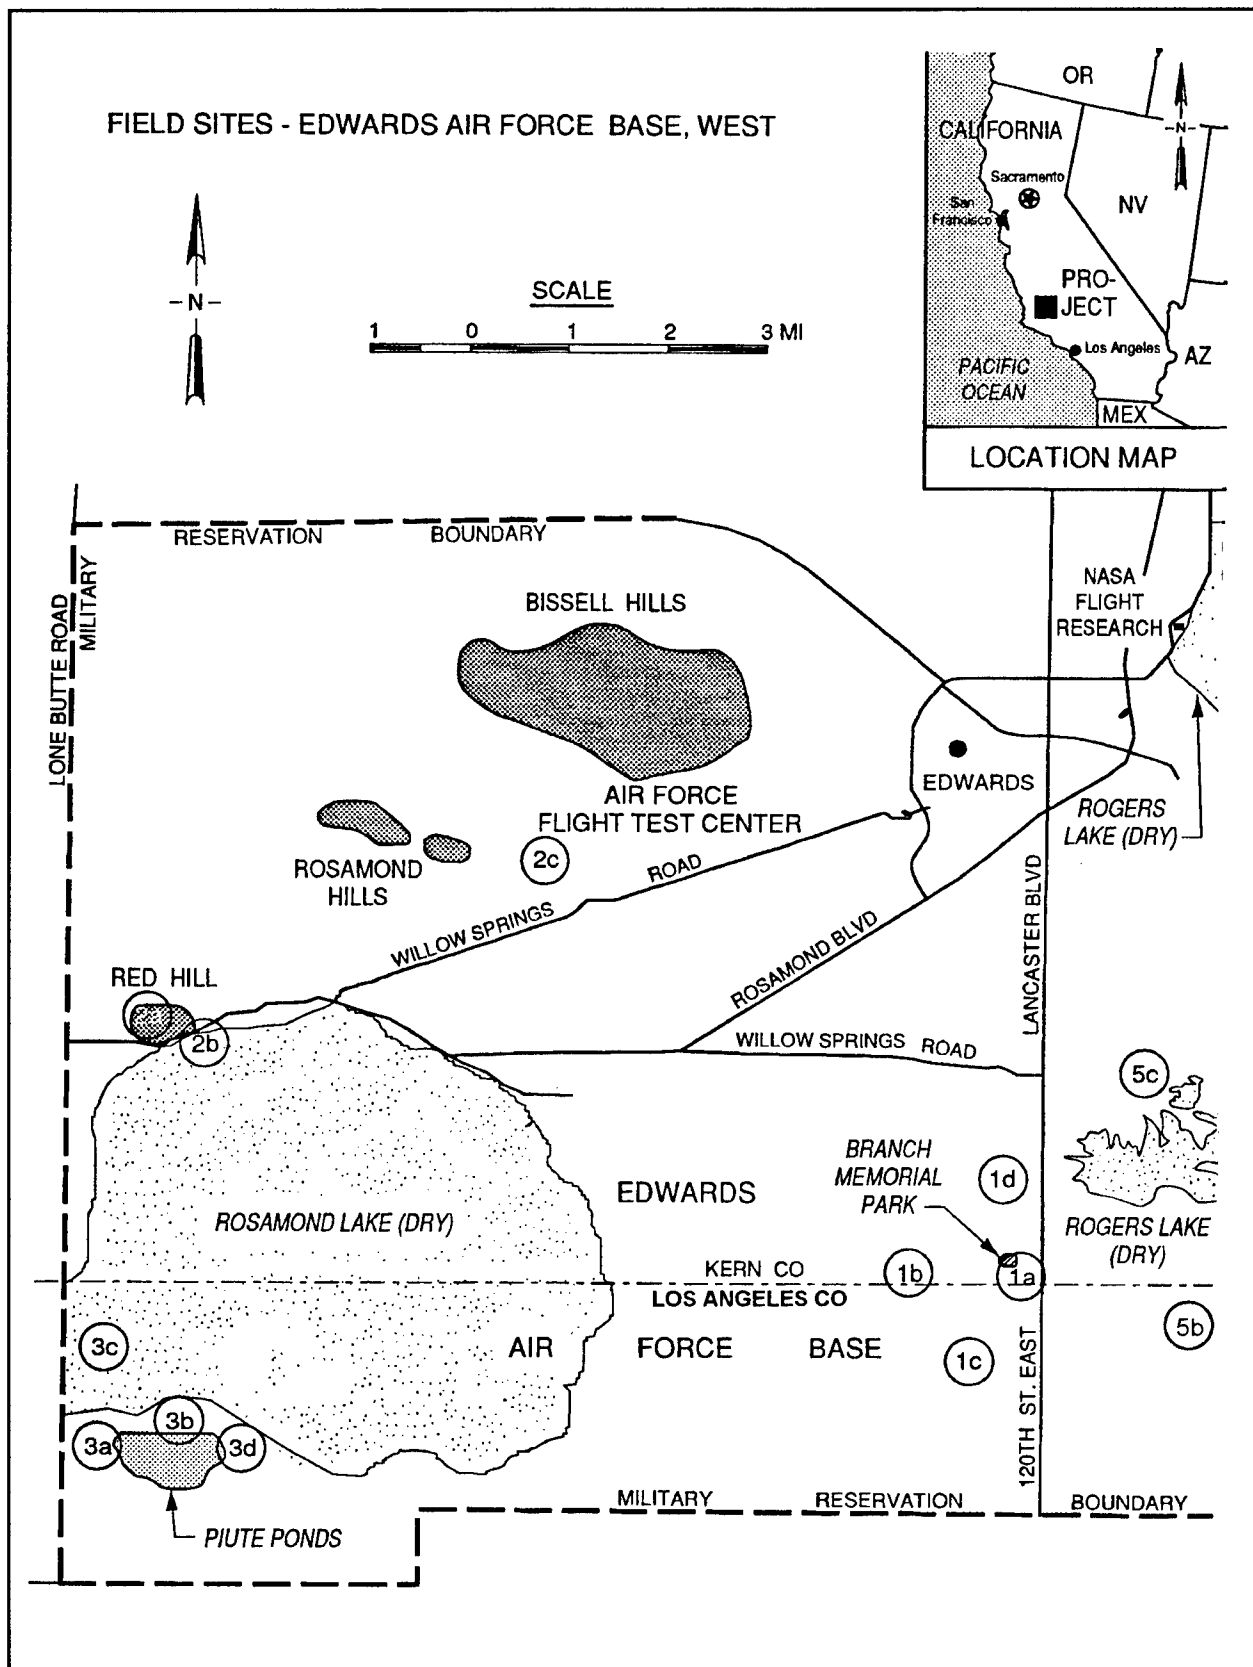 FIELD SITES - EDWARDS AIR FORCE BASE, WEST
-N-
SCALE
1 0 1 2 3 MI
OR
CALIFORNIA
-N-
Sacramento
San
Francisco
NV
PRO-
JECT
Los Angeles
AZ
PACIFIC
OCEAN
MEX
LOCATION MAP
RESERVATION BOUNDARY
LONE BUTTE ROAD
MILITARY
BISSELL HILLS
NASA
FLIGHT
RESEARCH
AIR FORCE
FLIGHT TEST CENTER
EDWARDS
ROGERS
LAKE (DRY)
2c
ROSAMOND
HILLS
WILLOW SPRINGS ROAD
ROSAMOND BLVD
LANCASTER BLVD
RED HILL
2b
WILLOW SPRINGS ROAD
5c
BRANCH
MEMORIAL
PARK
1d
EDWARDS
ROSAMOND LAKE (DRY)
ROGERS LAKE
(DRY)
KERN CO
1b
1a
LOS ANGELES CO
5b
3c
AIR FORCE BASE
1c
120TH ST. EAST
3b
3a
3d
MILITARY RESERVATION BOUNDARY
PIUTE PONDS